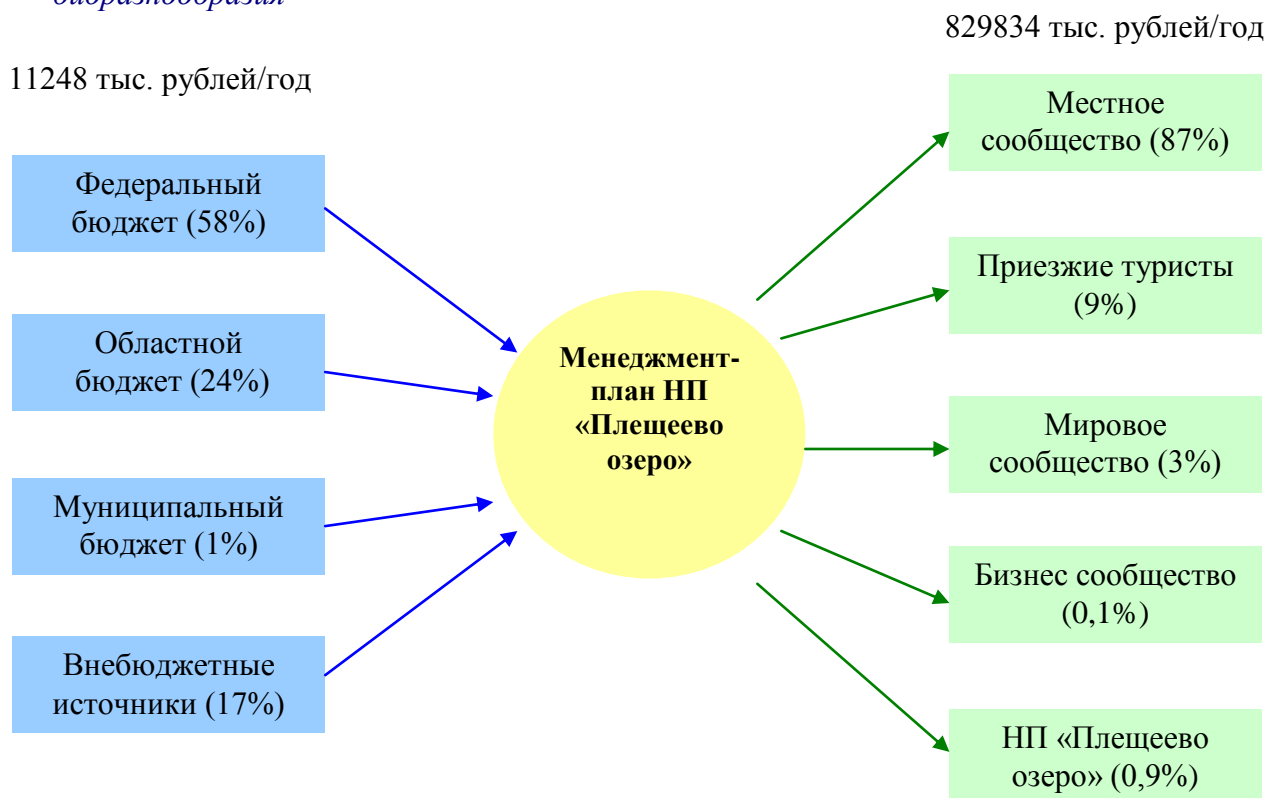 биоразнообразия
829834 тыс. рублей/год
11248 тыс. рублей/год
Федеральный
бюджет (58%)
Областной
бюджет (24%)
Муниципальный
бюджет (1%)
Внебюджетные
источники (17%)
Менеджмент-
план НП
«Плещеево
озеро»
Местное
сообщество (87%)
Приезжие туристы
(9%)
Мировое
сообщество (3%)
Бизнес сообщество
(0,1%)
НП «Плещеево
озеро» (0,9%)